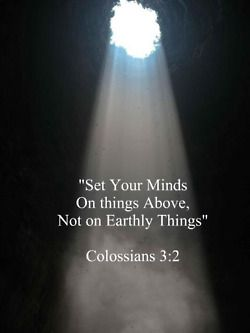 "Set Your Minds
On things Above,
Not on Earthly Things"
Colossians 3:2